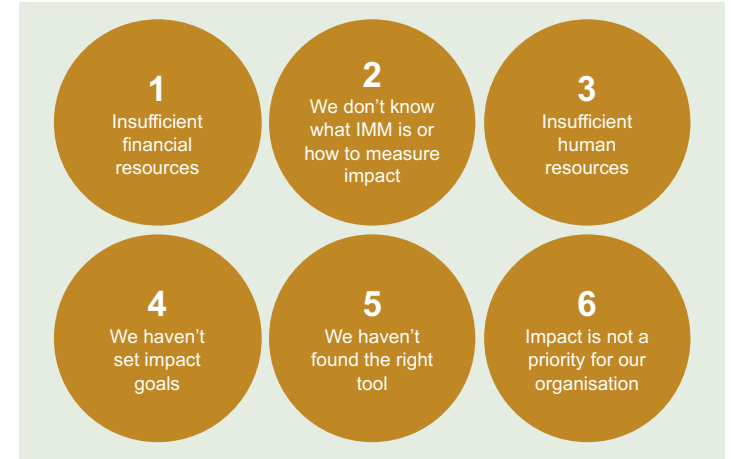 1
Insufficient
financial
resources
2
We don't know
what IMM is or
how to measure
impact
3
Insufficient
human
resources
4
We haven't
set impact
goals
5
We haven't
found the right
tool
6
Impact is not a
priority for our
organisation